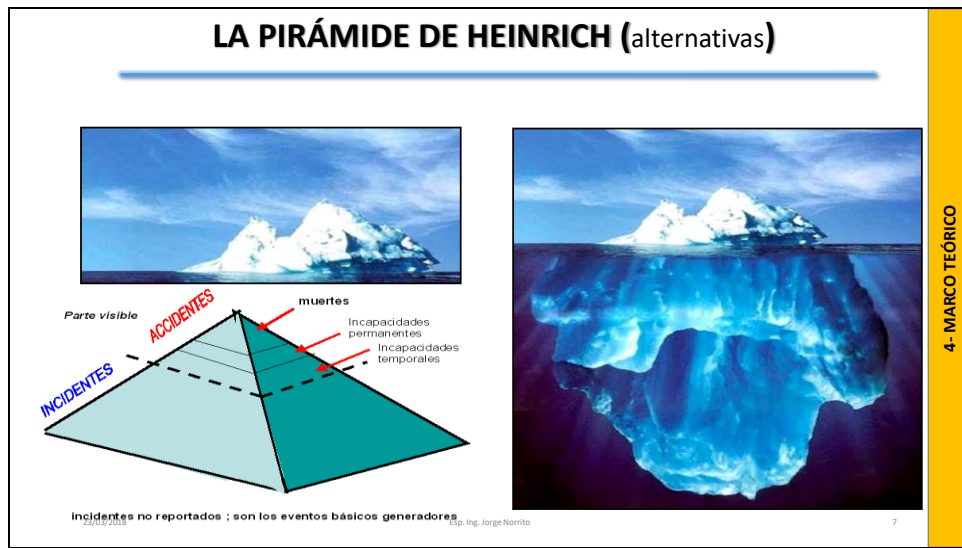 LA PIRÁMIDE DE HEINRICH (alternativas)
Parte visible
ACCIDENTES
INCIDENTES
muertes
Incapacidades
permanentes
Incapacidades
temporales
incidentes no reportados ; son los eventos básicos generadores
23/03/2018
Esp. Ing. Jorge Norrito
7
4- MARCO TEÓRICO